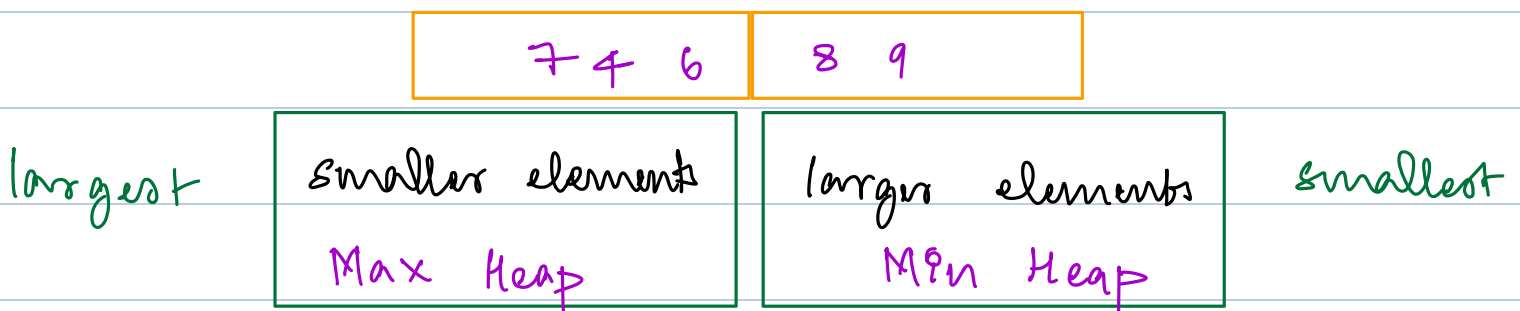 7 4 6 8 9
largest smaller elements larger elements smallest
Max Heap Min Heap